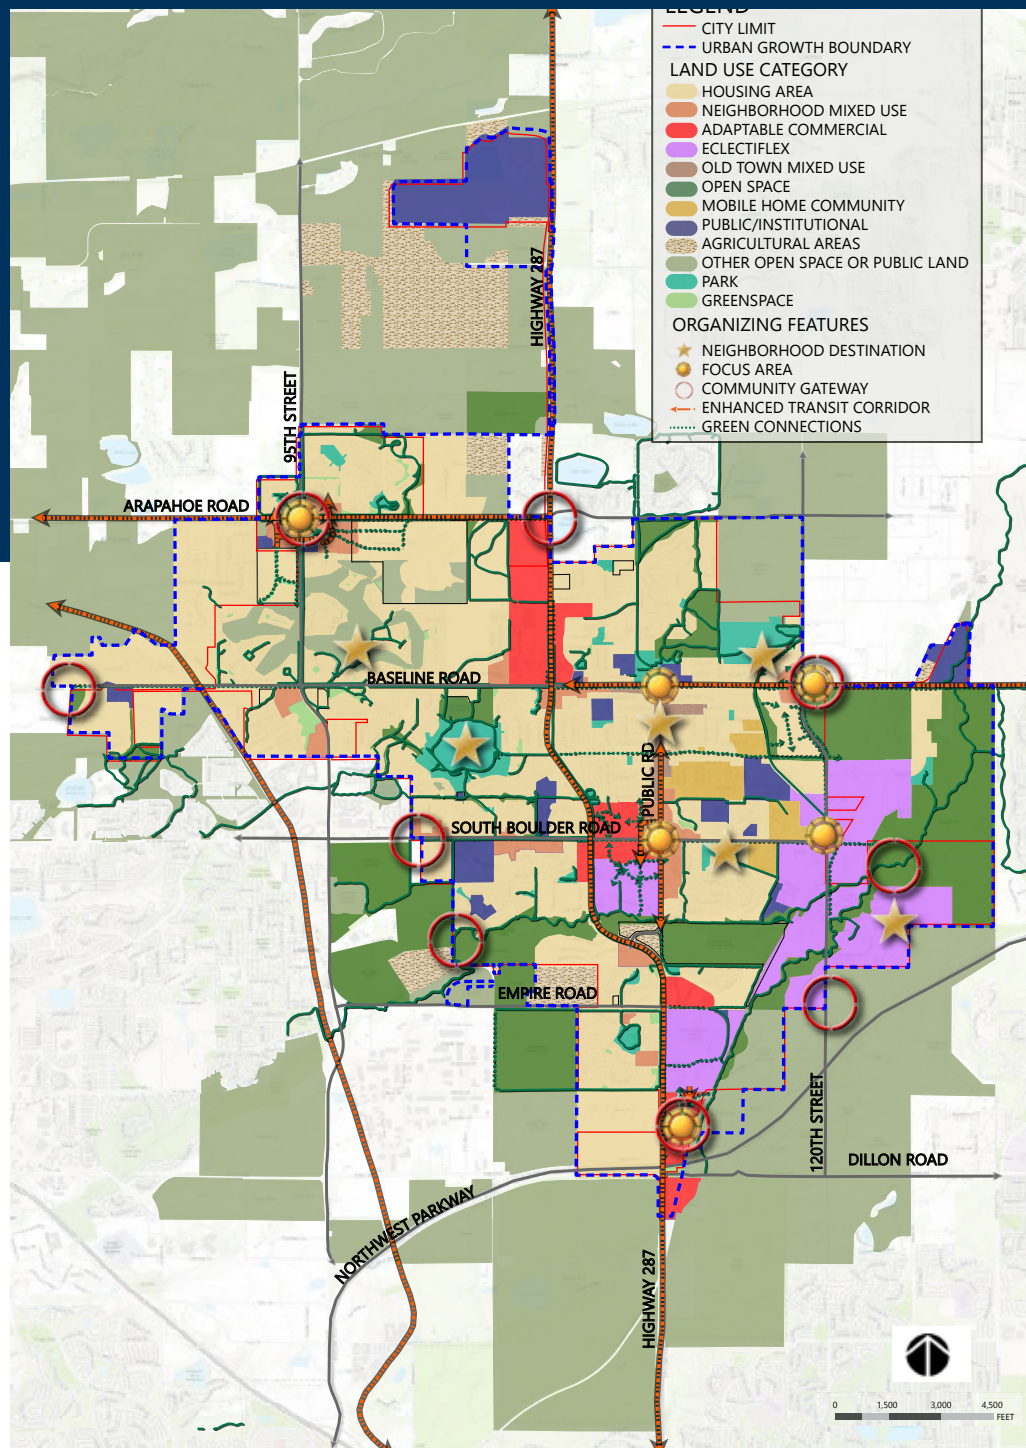 LEGEND
CITY LIMIT
URBAN GROWTH BOUNDARY
LAND USE CATEGORY
HOUSING AREA
NEIGHBORHOOD MIXED USE
ADAPTABLE COMMERCIAL
ECLECTIFLEX
OLD TOWN MIXED USE
OPEN SPACE
MOBILE HOME COMMUNITY
PUBLIC/INSTITUTIONAL
AGRICULTURAL AREAS
OTHER OPEN SPACE OR PUBLIC LAND
PARK
GREENSPACE
ORGANIZING FEATURES
NEIGHBORHOOD DESTINATION
FOCUS AREA
COMMUNITY GATEWAY
ENHANCED TRANSIT CORRIDOR
GREEN CONNECTIONS
HIGHWAY 287
95TH STREET
ARAPAHOE ROAD
BASELINE ROAD
PUBLIC RD
SOUTH BOULDER ROAD
EMPIRE ROAD
120TH STREET
DILLON ROAD
NORTHWEST PARKWAY
HIGHWAY 287
0 1,500 3,000 4,500
FEET